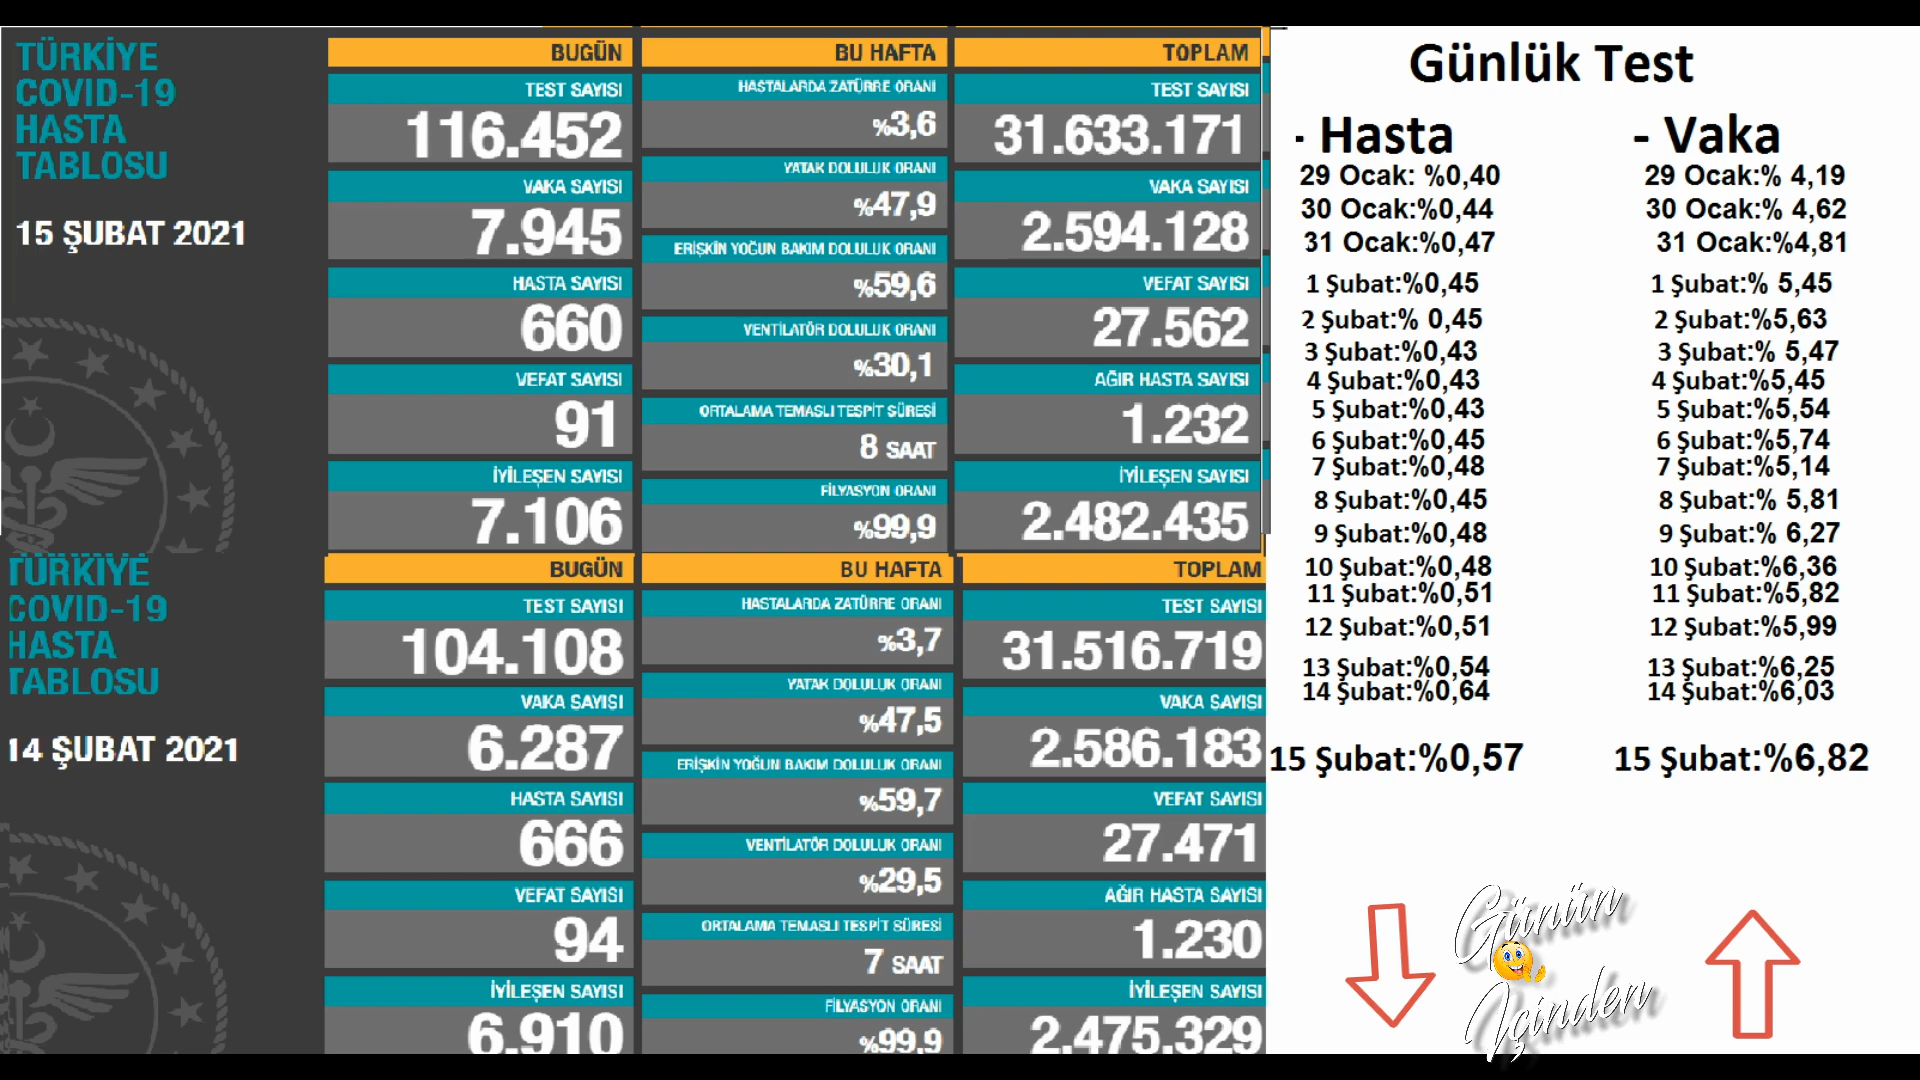 TÜRKİYE
COVID-19
HASTA
TABLOSU
15 ŞUBAT 2021
BUGÜN
TEST SAYISI
116.452
VAKA SAYISI
7.945
HASTA SAYISI
660
VEFAT SAYISI
91
İYİLEŞEN SAYISI
7.106
BU HAFTA
HASTALARDA ZATÜRRE ORANI
%3,6
YATAK DOLULUK ORANI
%47,9
ERİŞKİN YOĞUN BAKIM DOLULUK ORANI
%59,6
VENTİLATÖR DOLULUK ORANI
%30,1
ORTALAMA TEMASLI TESPİT SÜRESİ
8 SAAT
FİLYASYON ORANI
%99,9
TOPLAM
TEST SAYISI
31.633.171
VAKA SAYISI
2.594.128
VEFAT SAYISI
27.562
AĞIR HASTA SAYISI
1.232
İYİLEŞEN SAYISI
2.482.435
TÜRKİYE
COVID-19
HASTA
TABLOSU
14 ŞUBAT 2021
BUGÜN
TEST SAYISI
104.108
VAKA SAYISI
6.287
HASTA SAYISI
666
VEFAT SAYISI
94
İYİLEŞEN SAYISI
6.910
BU HAFTA
HASTALARDA ZATÜRRE ORANI
%3,7
YATAK DOLULUK ORANI
%47,5
ERİŞKİN YOĞUN BAKIM DOLULUK ORANI
%59,7
VENTİLATÖR DOLULUK ORANI
%29,5
ORTALAMA TEMASLI TESPİT SÜRESİ
7 SAAT
FİLYASYON ORANI
%99,9
TOPLAM
TEST SAYISI
31.516.719
VAKA SAYISI
2.586.183
VEFAT SAYISI
27.471
AĞIR HASTA SAYISI
1.230
İYİLEŞEN SAYISI
2.475.329
Günlük Test
- Hasta
29 Ocak: %0,40
30 Ocak:%0,44
31 Ocak:%0,47
1 Şubat:%0,45
2 Şubat:% 0,45
3 Şubat:%0,43
4 Şubat:%0,43
5 Şubat:%0,43
6 Şubat:%0,45
7 Şubat:%0,48
8 Şubat:%0,45
9 Şubat:%0,48
10 Şubat:%0,48
11 Şubat:%0,51
12 Şubat:%0,51
13 Şubat:%0,54
14 Şubat:%0,64
15 Şubat:%0,57
- Vaka
29 Ocak:% 4,19
30 Ocak:% 4,62
31 Ocak:%4,81
1 Şubat:% 5,45
2 Şubat:%5,63
3 Şubat:% 5,47
4 Şubat:%5,45
5 Şubat:%5,54
6 Şubat:%5,74
7 Şubat:%5,14
8 Şubat:% 5,81
9 Şubat:% 6,27
10 Şubat:%6,36
11 Şubat:%5,82
12 Şubat:%5,99
13 Şubat:%6,25
14 Şubat:%6,03
15 Şubat:%6,82
Günün
İçinden